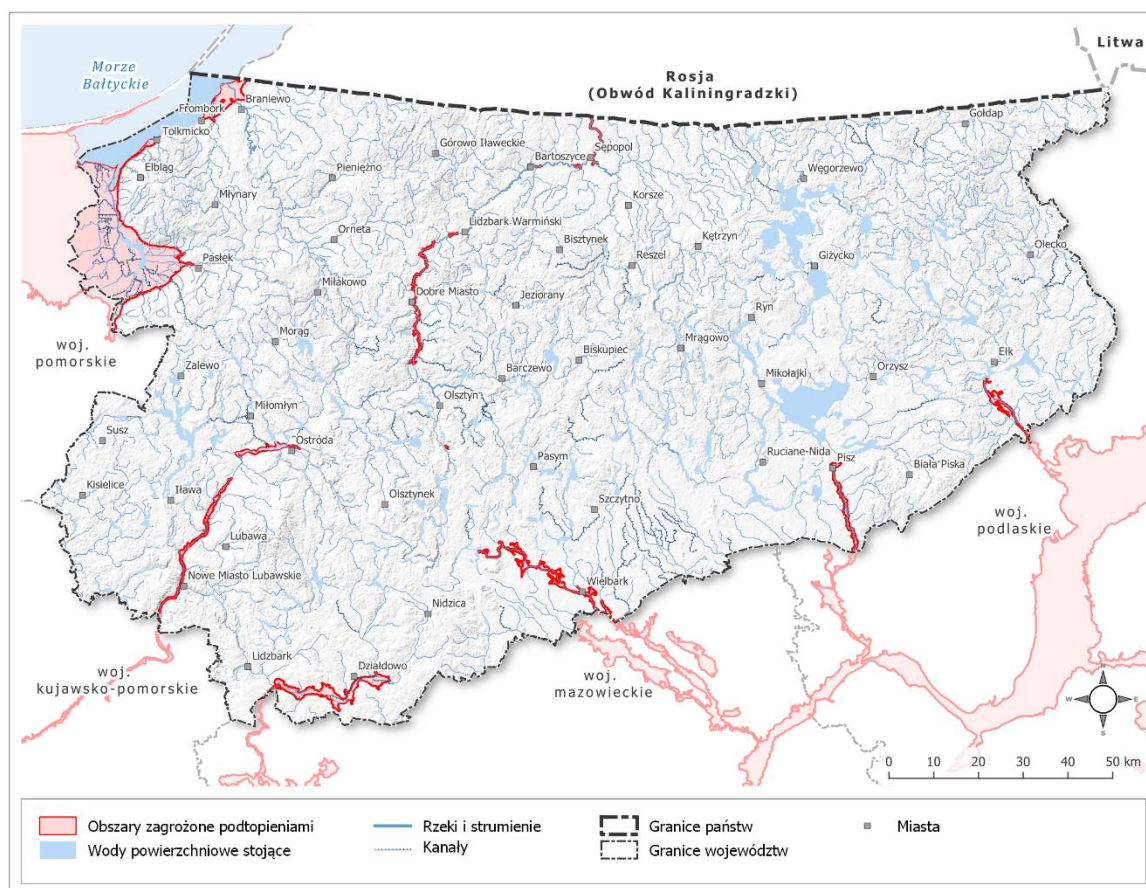 Morze
Bałtyckie
Litwa
Rosja
(Obwód Kaliningradzki)
Frombork
Braniewo
Gołdap
Tolkmicko
Górowo Iławeckie
Sępopol
Bartoszyce
Elbląg
Pieniężno
Węgorzewo
Młynary
Korsze
Lidzbark Warmiński
Orneta
Bisztynek
Kętrzyn
Olecko
Pasłęk
Reszel
Giżycko
Miłakowo
Dobre Miasto
Jeziorany
Ryn
woj.
pomorskie
Morąg
Mrągowo
Biskupiec
Ełk
Zalewo
Barczewo
Mikołajki
Orzysz
Olsztyn
Miłomłyn
Susz
Ostróda
Pasym
Ruciane-Nida
Pisz
Biała Piska
Kisielice
Iława
Olsztynek
Szczytno
woj.
podlaskie
Lubawa
Nowe Miasto Lubawskie
Wielbark
Nidzica
Lidzbark
Działdowo
woj.
kujawsko-pomorskie
woj.
mazowieckie
N
W
E
S
0 10 20 30 40 50 km
Obszary zagrożone podtopieniami
Rzeki i strumienie
Granice państw
Miasta
Wody powierzchniowe stojące
Kanały
Granice województw